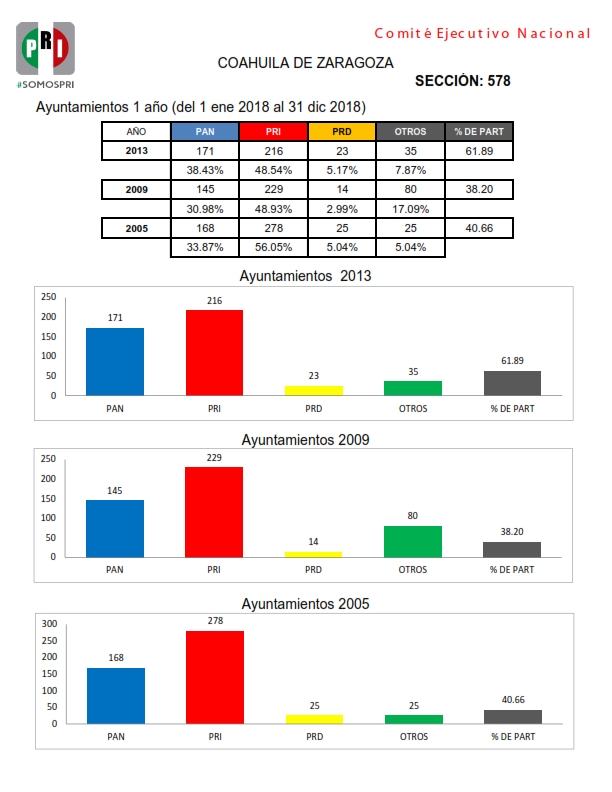 Comité Ejecutivo Nacional
PRI
#SOMOSPRI
COAHUILA DE ZARAGOZA
SECCIÓN: 578
Ayuntamientos 1 año (del 1 ene 2018 al 31 dic 2018)
AÑO PAN PRI PRD OTROS % DE PART
2013 171 216 23 35 61.89
38.43% 48.54% 5.17% 7.87%
2009 145 229 14 80 38.20
30.98% 48.93% 2.99% 17.09%
2005 168 278 25 25 40.66
33.87% 56.05% 5.04% 5.04%
Ayuntamientos 2013
250
200
150
100
50
0
171 216 23 35 61.89
PAN PRI PRD OTROS % DE PART
Ayuntamientos 2009
250
200
150
100
50
0
145 229 14 80 38.20
PAN PRI PRD OTROS % DE PART
Ayuntamientos 2005
300
250
200
150
100
50
0
168 278 25 25 40.66
PAN PRI PRD OTROS % DE PART